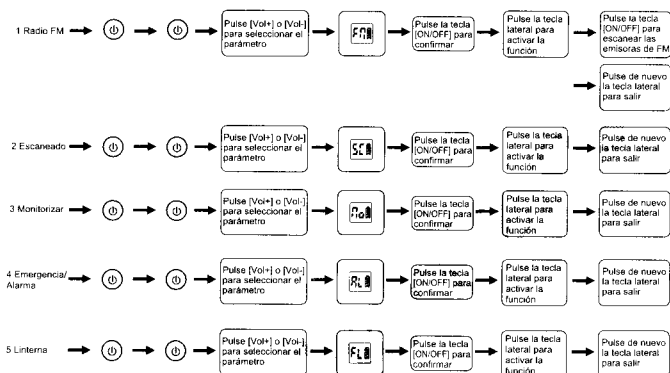 1 Radio FM
Pulse [Vol+] o [Vol-]
para seleccionar el
parámetro
FM
Pulse la tecla
[ON/OFF] para
confirmar
Pulse la tecla
lateral para
activar la
función
Pulse la tecla
[ON/OFF] para
escanear las
emisoras de FM
Pulse de nuevo
la tecla lateral
para salir
2 Escaneado
Pulse [Vol+] o [Vol-]
para seleccionar el
parámetro
SC
Pulse la tecla
[ON/OFF] para
confirmar
Pulse la tecla
lateral para
activar la
función
Pulse de nuevo
la tecla lateral
para salir
3 Monitorizar
Pulse [Vol+] o [Vol-]
para seleccionar el
parámetro
Mo
Pulse la tecla
[ON/OFF] para
confirmar
Pulse la tecla
lateral para
activar la
función
Pulse de nuevo
la tecla lateral
para salir
4 Emergencia/
Alarma
Pulse [Vol+] o [Vol-]
para seleccionar el
parámetro
AL
Pulse la tecla
[ON/OFF] para
confirmar
Pulse la tecla
lateral para
activar la
función
Pulse de nuevo
la tecla lateral
para salir
5 Linterna
Pulse [Vol+] o [Vol-]
para seleccionar el
parámetro
FL
Pulse la tecla
[ON/OFF] para
confirmar
Pulse la tecla
lateral para
activar la
función
Pulse de nuevo
la tecla lateral
para salir